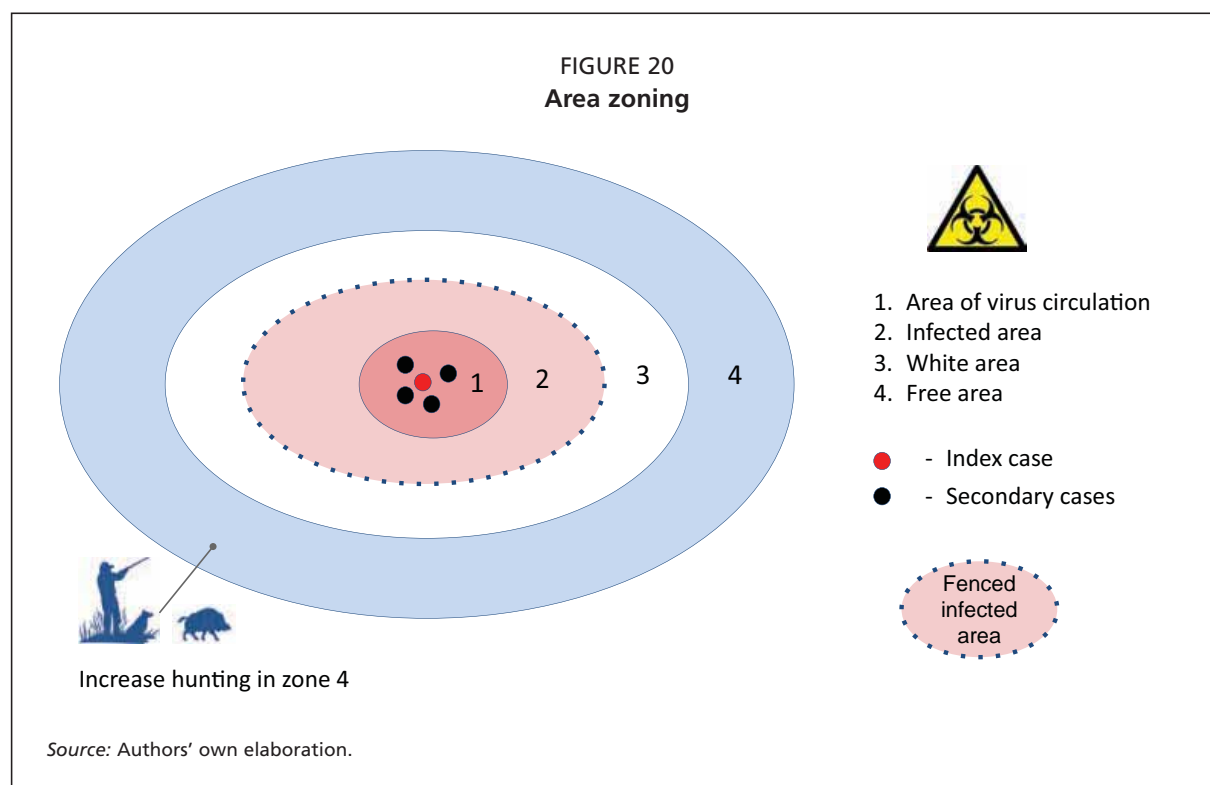 FIGURE 20
Area zoning
1
2
3
4
1. Area of virus circulation
2. Infected area
3. White area
4. Free area
- Index case
- Secondary cases
Fenced
infected
area
Increase hunting in zone 4
Source: Authors' own elaboration.